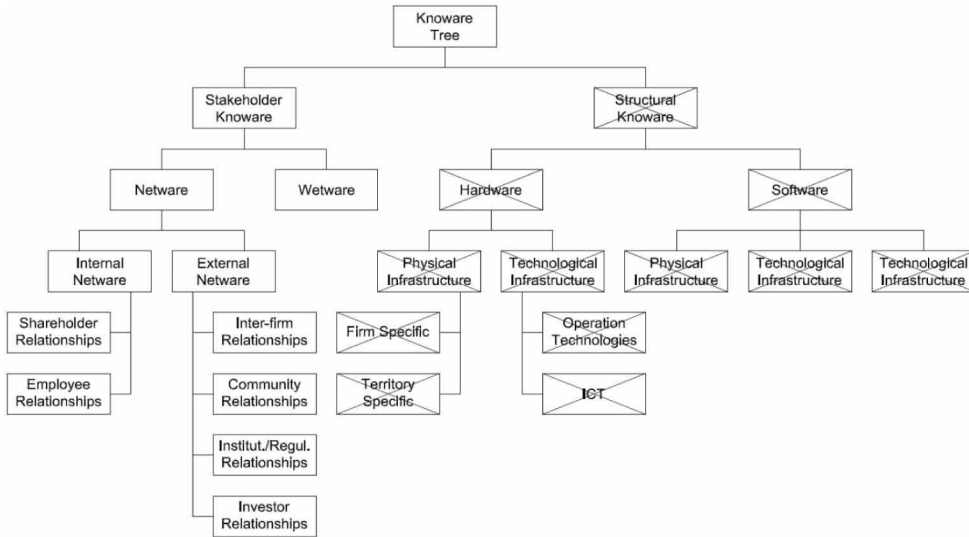 Knoware
Tree
Stakeholder
Knoware
Structural
Knoware
Netware
Wetware
Hardware
Software
Internal
Netware
External
Netware
Physical
Infrastructure
Technological
Infrastructure
Physical
Infrastructure
Technological
Infrastructure
Technological
Infrastructure
Shareholder
Relationships
Inter-firm
Relationships
Firm Specific
Operation
Technologies
Employee
Relationships
Community
Relationships
Territory
Specific
ICT
Institut./Regul.
Relationships
Investor
Relationships